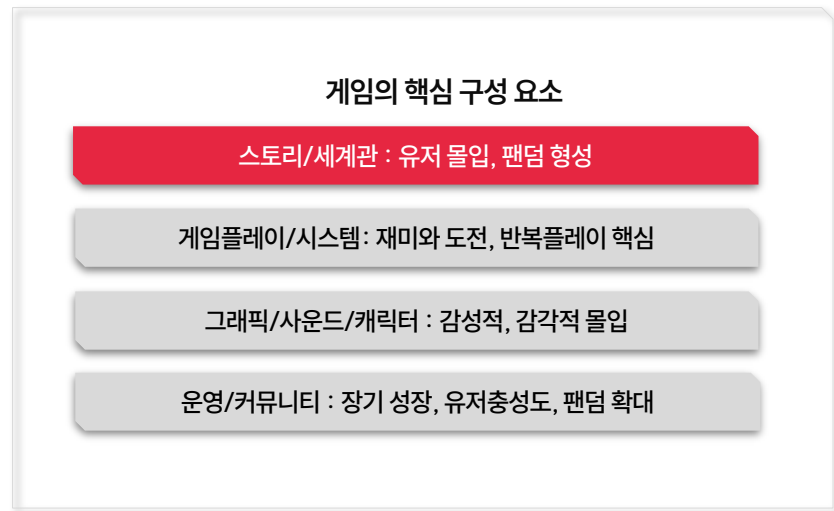 게임의 핵심 구성 요소
스토리/세계관 : 유저 몰입, 팬덤 형성
게임플레이/시스템: 재미와 도전, 반복플레이 핵심
그래픽/사운드/캐릭터 : 감성적, 감각적 몰입
운영/커뮤니티 : 장기 성장, 유저충성도, 팬덤 확대